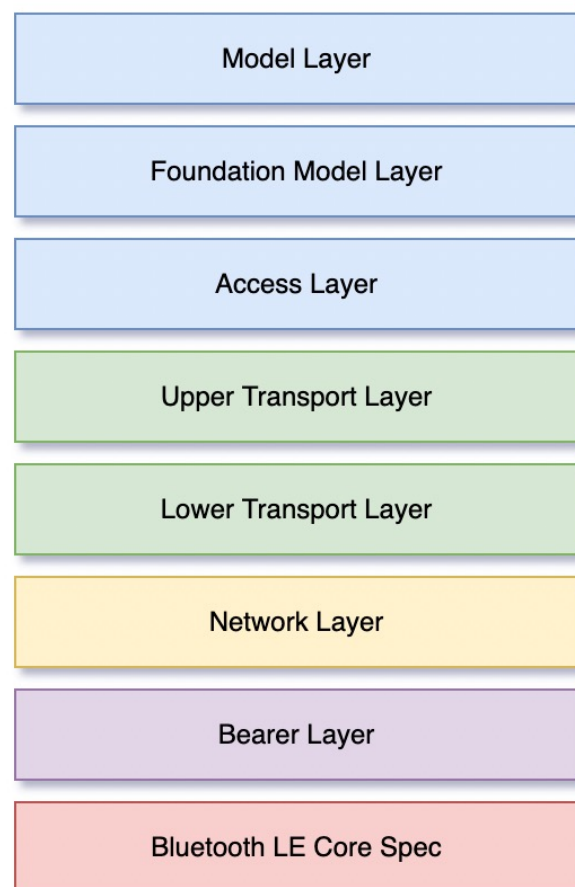 Model Layer
Foundation Model Layer
Access Layer
Upper Transport Layer
Lower Transport Layer
Network Layer
Bearer Layer
Bluetooth LE Core Spec